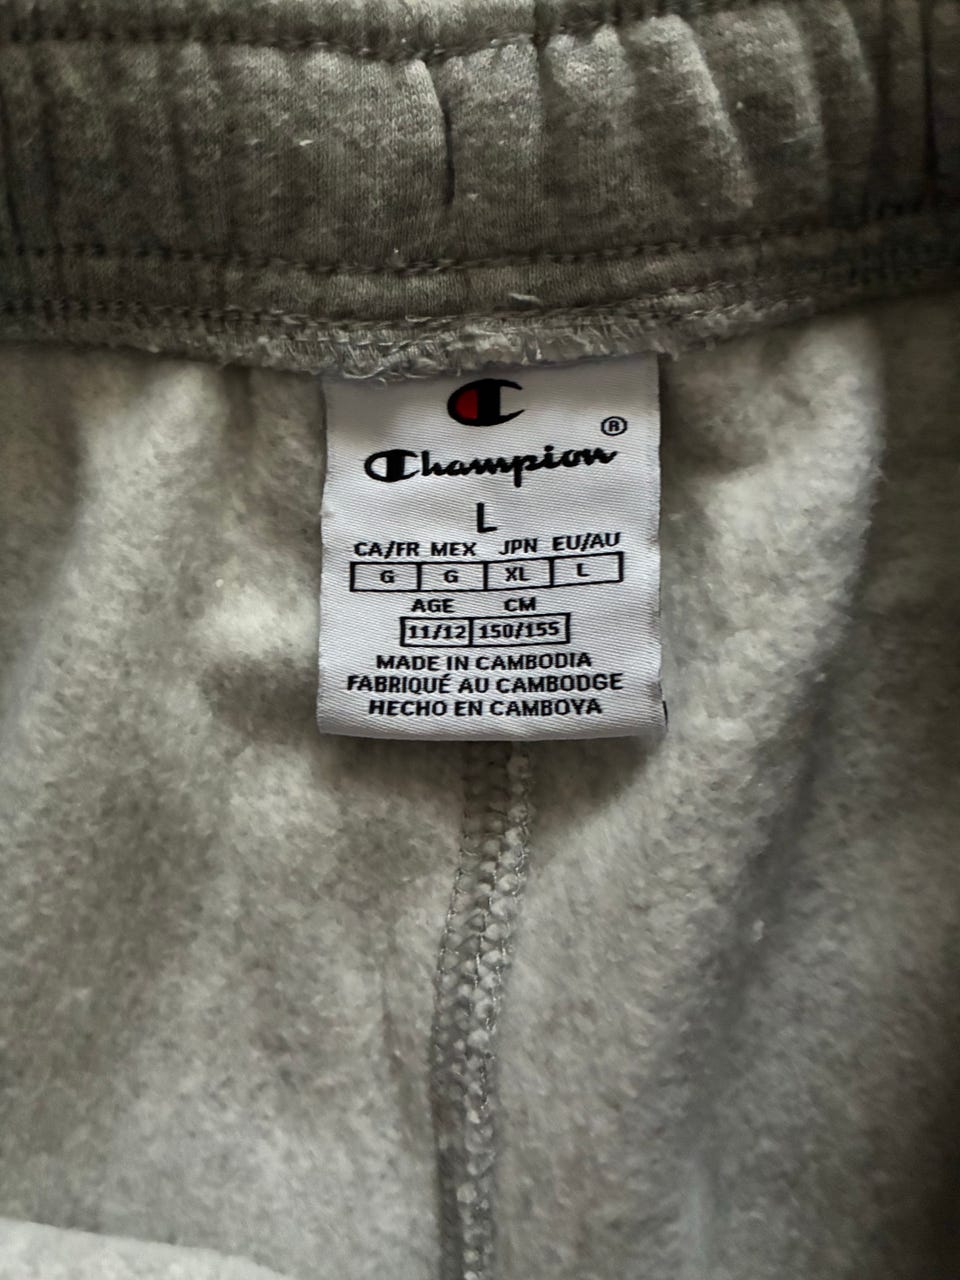 ®
Champion
L
CA/FR MEX JPN EU/AU
G G XL L
AGE CM
11/12 150/155
MADE IN CAMBODIA
FABRIQUÉ AU CAMBODGE
HECHO EN CAMBOYA